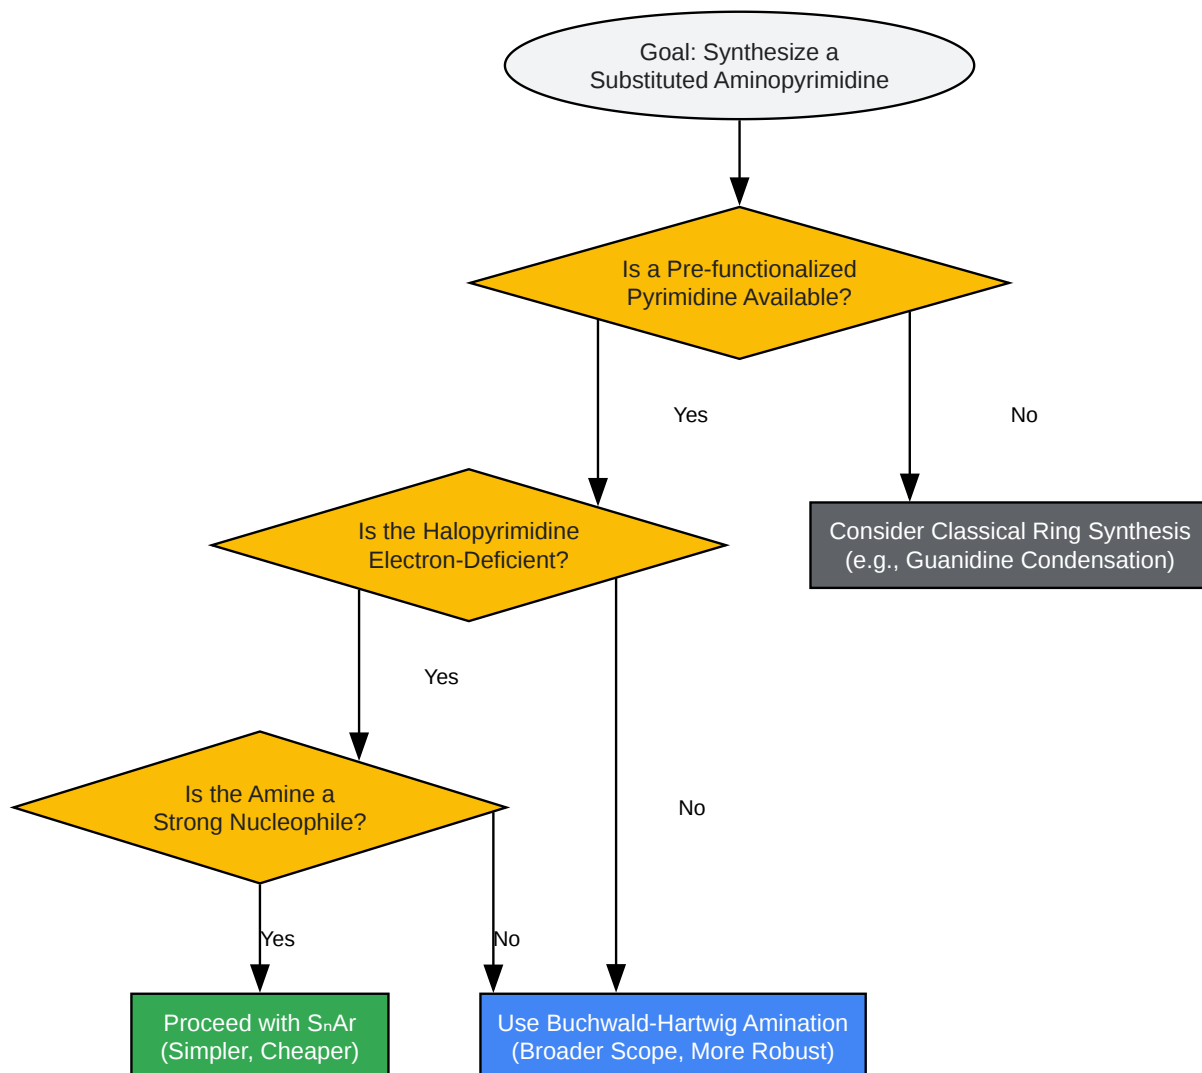 Goal: Synthesize a
Substituted Aminopyrimidine
Is a Pre-functionalized
Pyrimidine Available?
Yes
No
Is the Halopyrimidine
Electron-Deficient?
Consider Classical Ring Synthesis
(e.g., Guanidine Condensation)
Yes
No
Is the Amine a
Strong Nucleophile?
Yes
No
Proceed with SₙAr
(Simpler, Cheaper)
Use Buchwald-Hartwig Amination
(Broader Scope, More Robust)